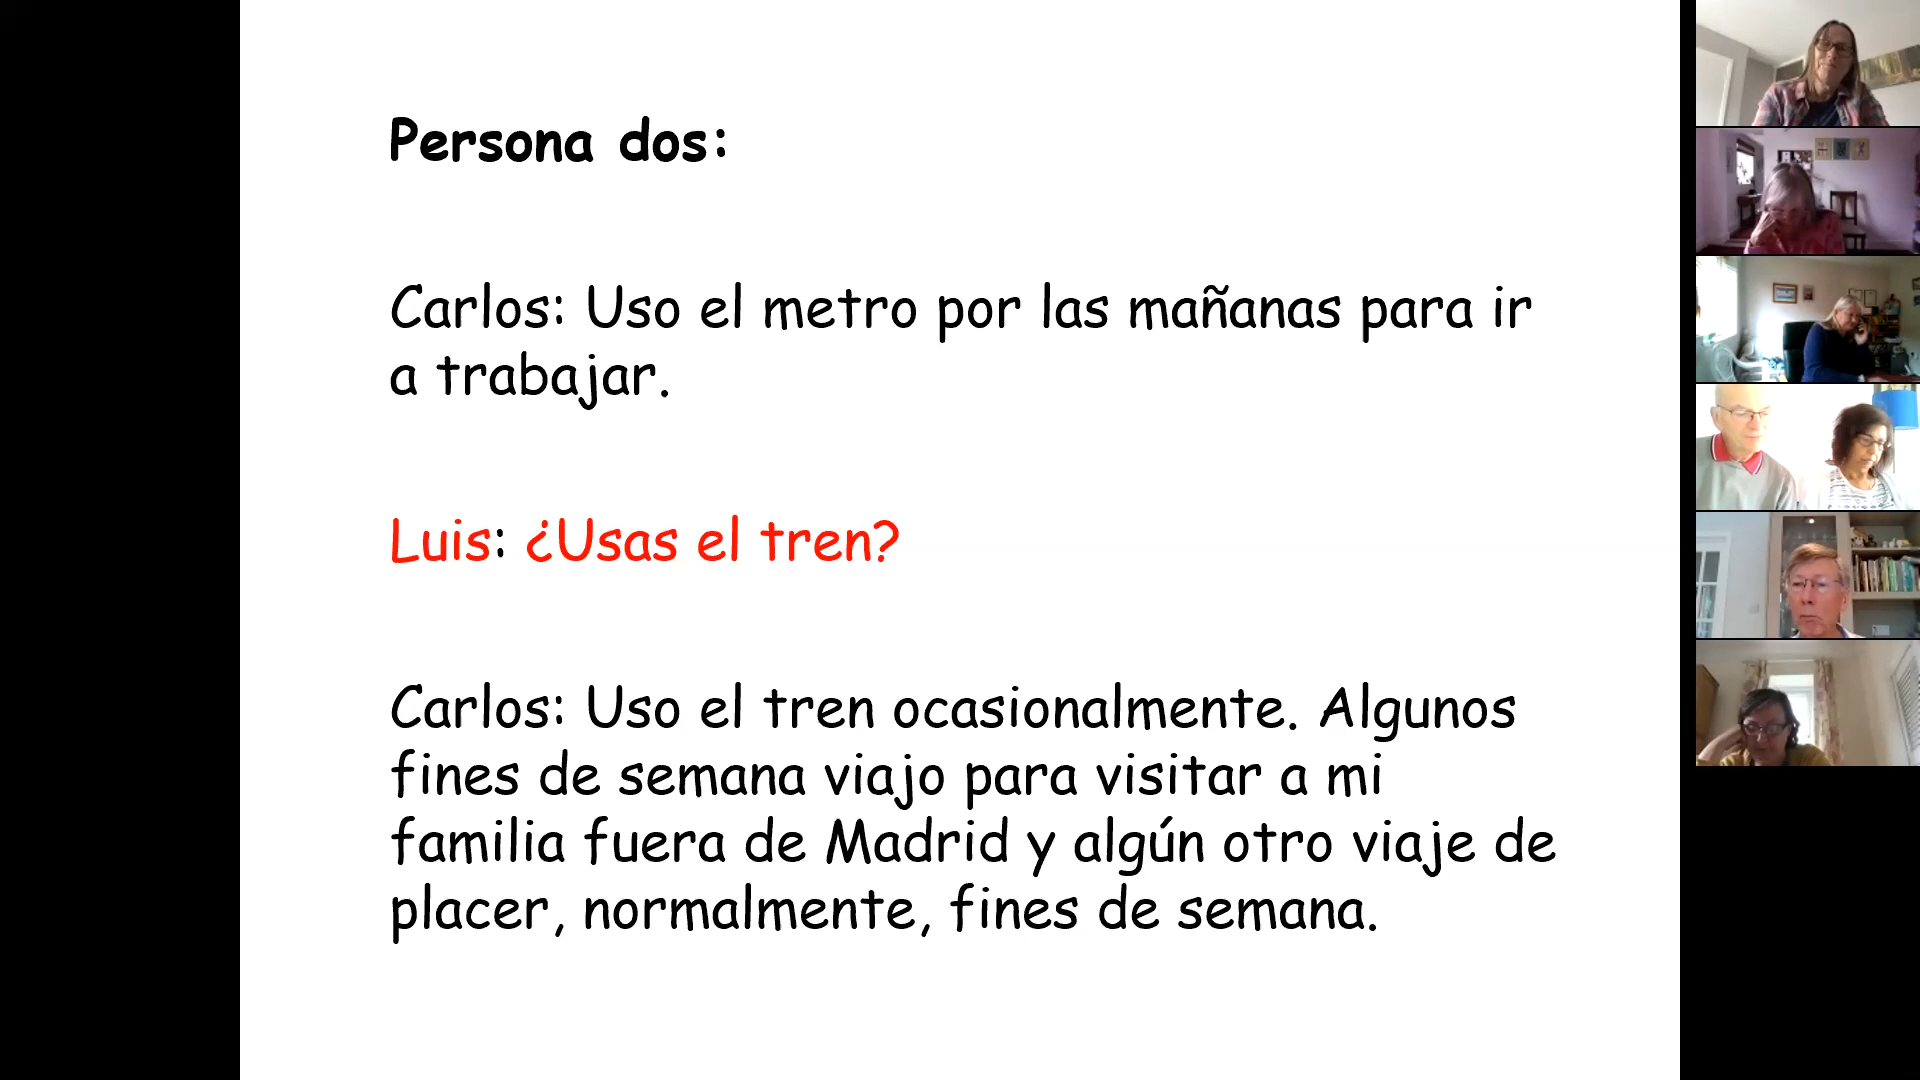 Persona dos:
Carlos: Uso el metro por las mañanas para ir
a trabajar.
Luis: ¿Usas el tren?
Carlos: Uso el tren ocasionalmente. Algunos
fines de semana viajo para visitar a mi
familia fuera de Madrid y algún otro viaje de
placer, normalmente, fines de semana.